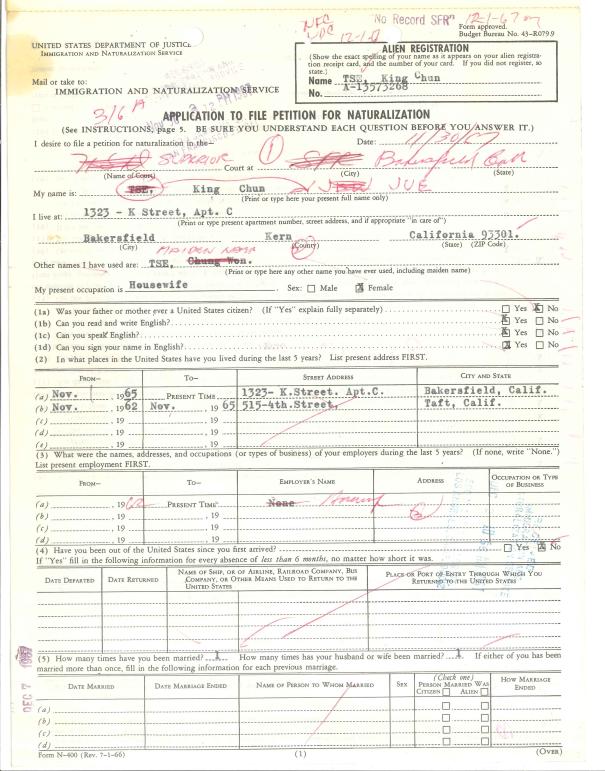 NFC
No Record SFR
12-1-67
Form approved.
Budget Bureau No. 43-R079.9
UNITED STATES DEPARTMENT OF JUSTICE
IMMIGRATION AND NATURALIZATION SERVICE
ALIEN REGISTRATION
(Show the exact spelling of your name as it appears on your alien registration receipt card, and the number of your card. If you did not register, so state.)
Name TSE, King Chun
No. A-13573268
Mail or take to:
IMMIGRATION AND NATURALIZATION SERVICE
316 A
APPLICATION TO FILE PETITION FOR NATURALIZATION
(See INSTRUCTIONS, page 5. BE SURE YOU UNDERSTAND EACH QUESTION BEFORE YOU ANSWER IT.)
I desire to file a petition for naturalization in the—
Date: 11/30/67
SUPERIOR 1 Court at SFR Bakersfield Calif
(Name of Court) (City) (State)
My name is: TSE, King Chun JUE
(Print or type here your present full name only)
I live at: 1323 - K Street, Apt. C
(Print or type present apartment number, street address, and if appropriate "in care of")
Bakersfield Kern California 93301.
(City) (County) (State) (ZIP Code)
MAIDEN NAME 2
Other names I have used are: TSE, Chung Won.
(Print or type here any other name you have ever used, including maiden name)
My present occupation is Housewife Sex: Male X Female
(1a) Was your father or mother ever a United States citizen? (If "Yes" explain fully separately) Yes X No
(1b) Can you read and write English? X Yes No
(1c) Can you speak English? X Yes No
(1d) Can you sign your name in English? X Yes No
(2) In what places in the United States have you lived during the last 5 years? List present address FIRST.
FROM— TO— STREET ADDRESS CITY AND STATE
(a) Nov. , 1965 PRESENT TIME 1323- K.Street. Apt.C. Bakersfield, Calif.
(b) Nov. , 1962 Nov. , 1965 515-4th.Street, Taft, Calif.
(c) , 19 , 19
(d) , 19 , 19
(e) , 19 , 19
(3) What were the names, addresses, and occupations (or types of business) of your employers during the last 5 years? (If none, write "None.")
List present employment FIRST.
FROM— TO— EMPLOYER'S NAME ADDRESS OCCUPATION OR TYPE OF BUSINESS
(a) , 1962 PRESENT TIME None 3
(b) , 19 , 19
(c) , 19 , 19
(d) , 19 , 19
(4) Have you been out of the United States since you first arrived? Yes X No
If "Yes" fill in the following information for every absence of less than 6 months, no matter how short it was.
DATE DEPARTED DATE RETURNED NAME OF SHIP, OR OF AIRLINE, RAILROAD COMPANY, BUS COMPANY, OR OTHER MEANS USED TO RETURN TO THE UNITED STATES PLACE OR PORT OF ENTRY THROUGH WHICH YOU RETURNED TO THE UNITED STATES
(5) How many times have you been married? 1 How many times has your husband or wife been married? 1. If either of you has been
married more than once, fill in the following information for each previous marriage.
DATE MARRIED DATE MARRIAGE ENDED NAME OF PERSON TO WHOM MARRIED SEX (Check one) PERSON MARRIED WAS CITIZEN ALIEN HOW MARRIAGE ENDED
(a)
(b)
(c)
(d)
DEC 7
Form N-400 (Rev. 7-1-66) (1) (OVER)